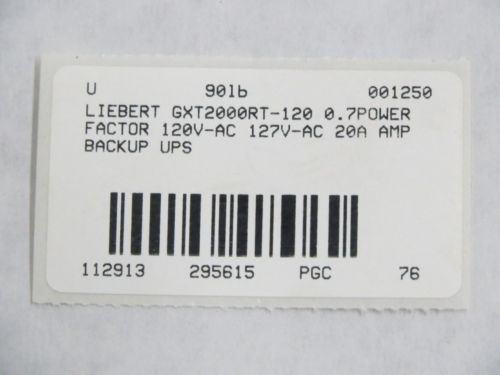 U 90lb 001250
LIEBERT GXT2000RT-120 0.7POWER
FACTOR 120V-AC 127V-AC 20A AMP
BACKUP UPS
112913 295615 PGC 76